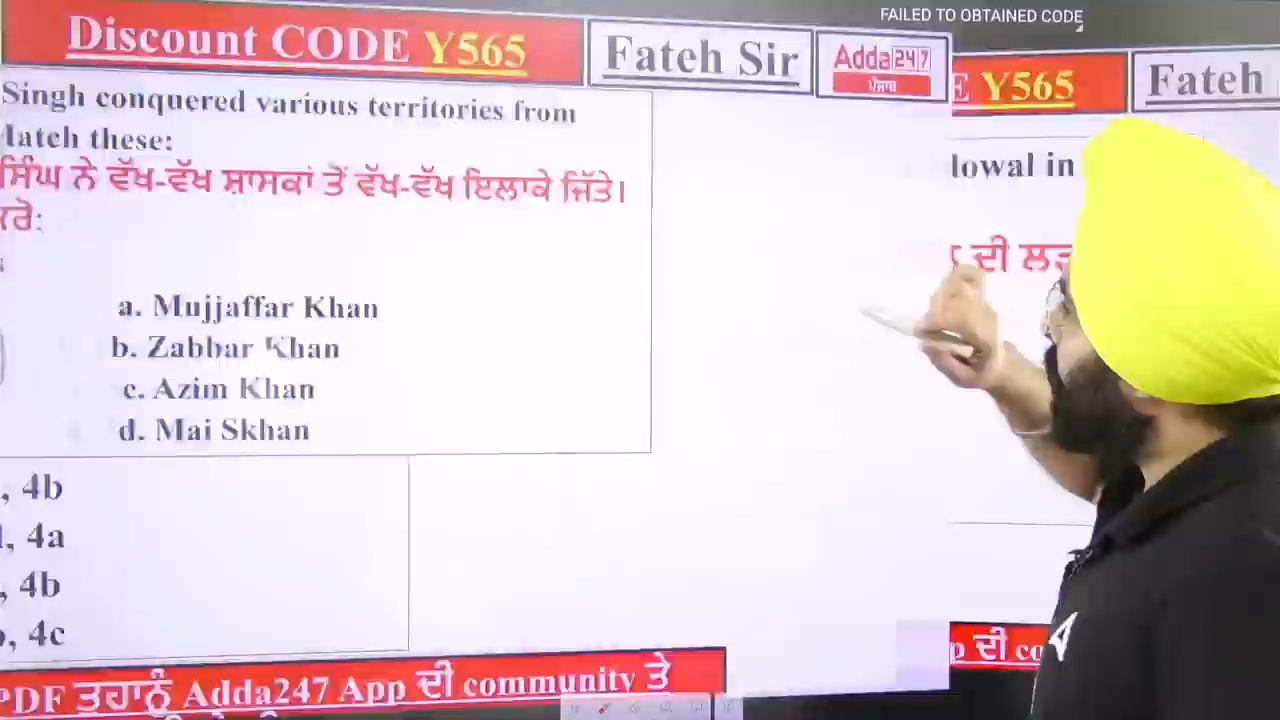 FAILED TO OBTAINED CODE
Discount CODE Y565
Fateh Sir
Adda247
ਪੰਜਾਬ
Singh conquered various territories from
latch these:
ਸਿੰਘ ਨੇ ਵੱਖ-ਵੱਖ ਸ਼ਾਸਕਾਂ ਤੋਂ ਵੱਖ-ਵੱਖ ਇਲਾਕੇ ਜਿੱਤੇ।
ਕਰੋ:
a. Mujjaffar Khan
b. Zabbar Khan
c. Azim Khan
d. Mai Skhan
, 4b
, 4a
, 4b
, 4c
PDF ਤੁਹਾਨੂੰ Adda247 App ਦੀ community ਤੇ
E Y565
Fateh
lowal in
ਦੀ
p ਦੀ co